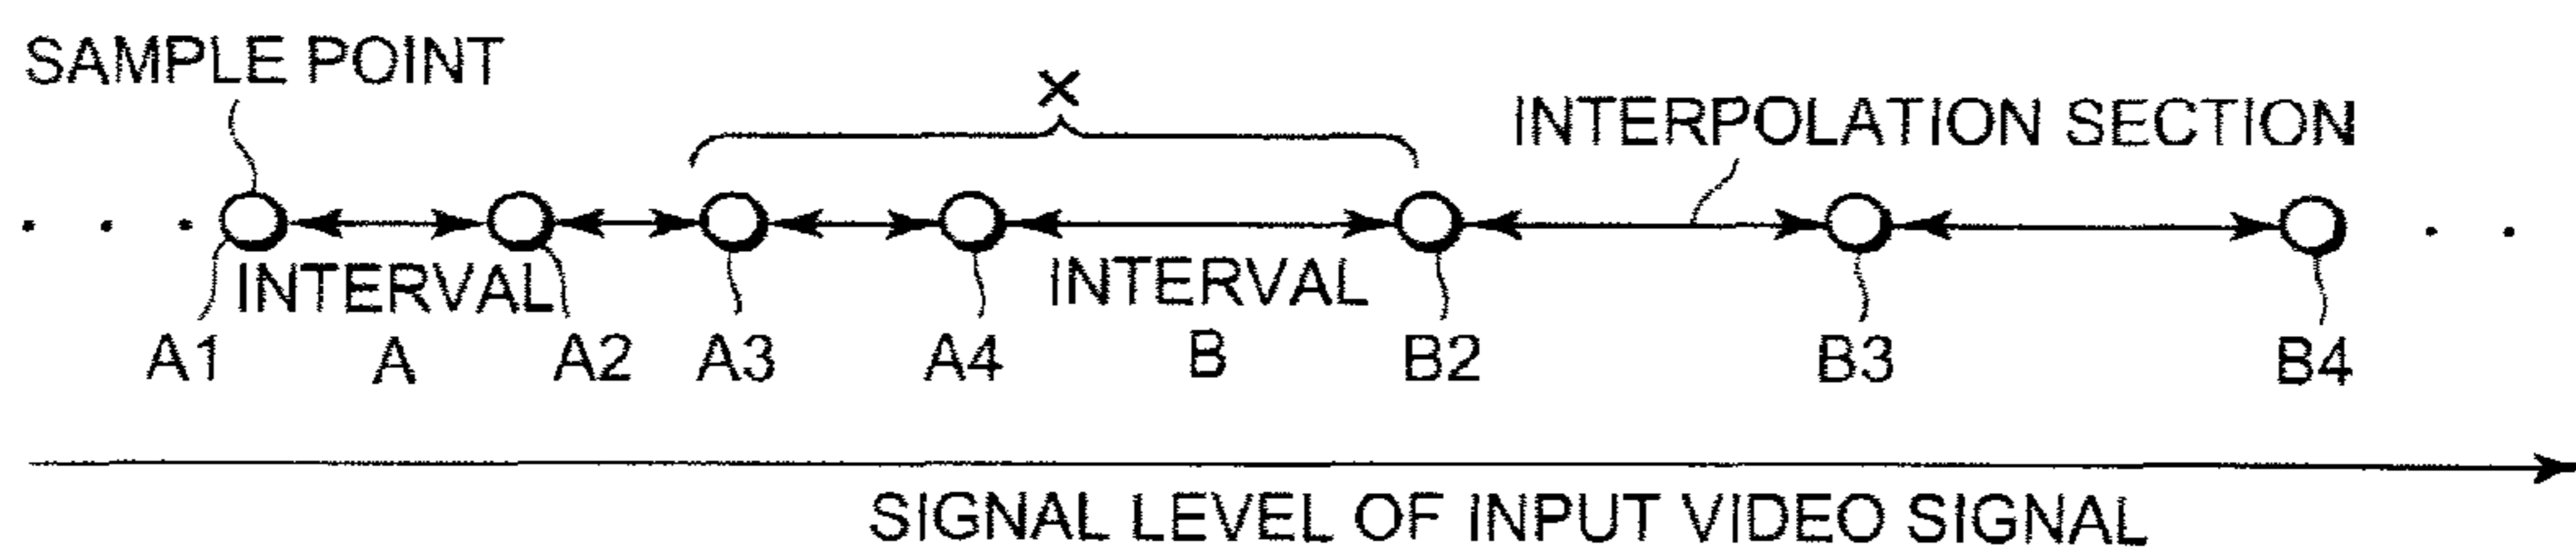 SAMPLE POINT
X
INTERPOLATION SECTION
INTERVAL
A
INTERVAL
B
A1
A2
A3
A4
B2
B3
B4
SIGNAL LEVEL OF INPUT VIDEO SIGNAL